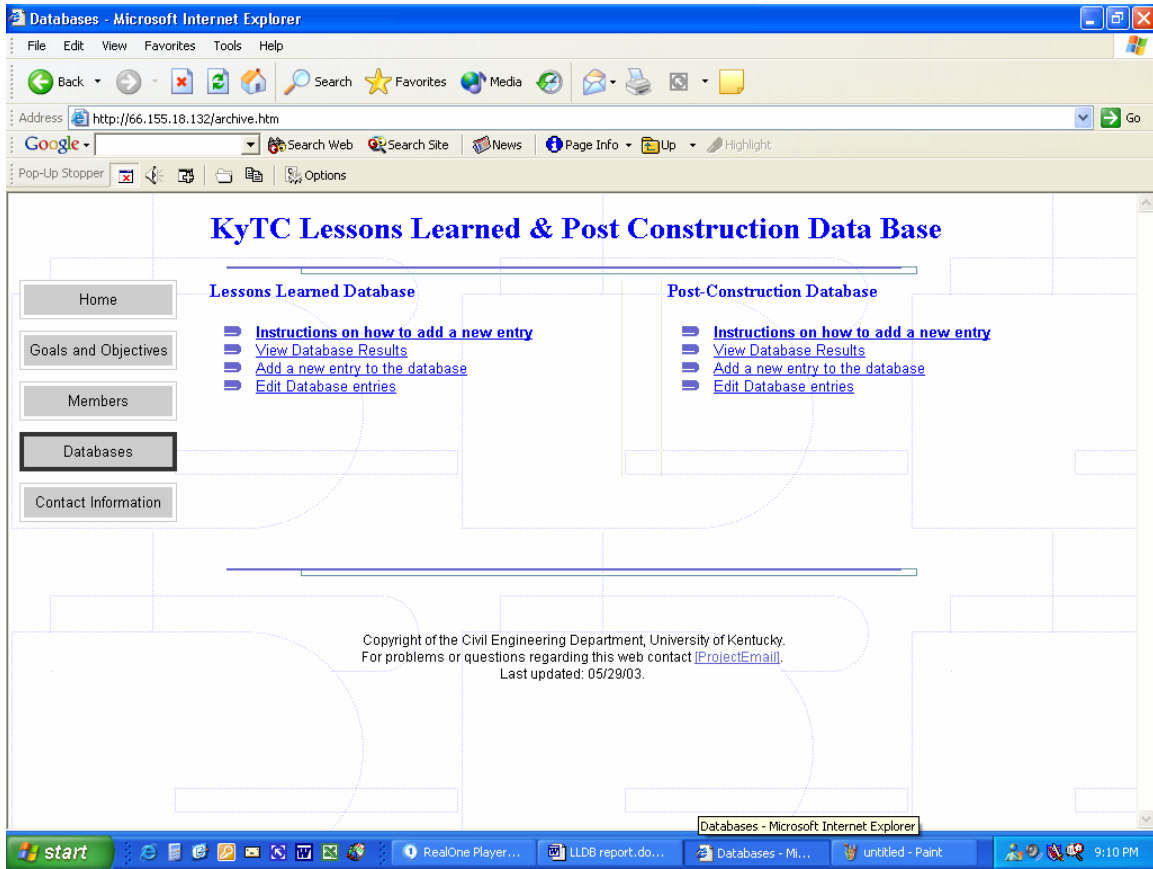 Databases - Microsoft Internet Explorer
File Edit View Favorites Tools Help
Back Search Favorites Media
Address http://66.155.18.132/archive.htm Go
Google Search Web Search Site News Page Info Up Highlight
Pop-Up Stopper Options
KyTC Lessons Learned & Post Construction Data Base
Home
Goals and Objectives
Members
Databases
Contact Information
Lessons Learned Database
Instructions on how to add a new entry
View Database Results
Add a new entry to the database
Edit Database entries
Post-Construction Database
Instructions on how to add a new entry
View Database Results
Add a new entry to the database
Edit Database entries
Copyright of the Civil Engineering Department, University of Kentucky.
For problems or questions regarding this web contact [ProjectEmail].
Last updated: 05/29/03.
Databases - Microsoft Internet Explorer
start RealOne Player... LLDB report.do... Databases - Mi... untitled - Paint 9:10 PM